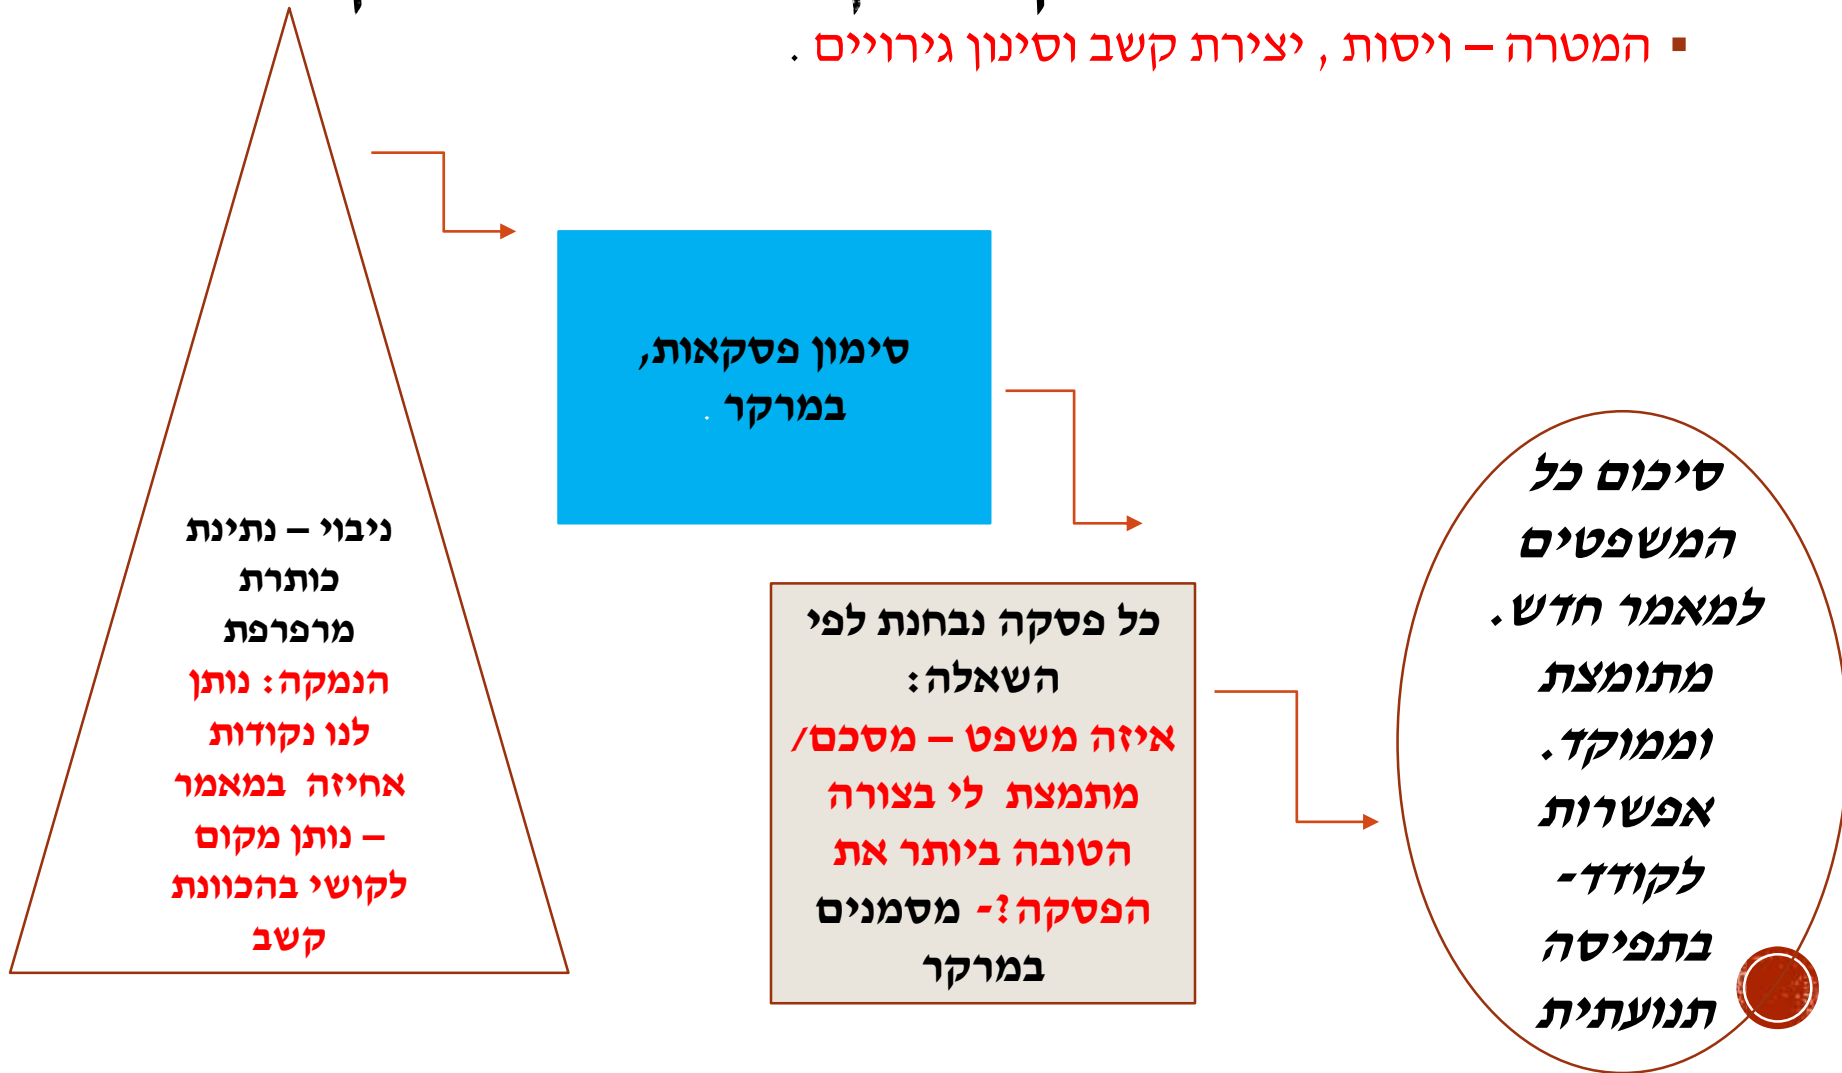 ▪ המטרה – ויסות , יצירת קשב וסינון גירויים .
ניבוי – נתינת
כותרת
מרפרפת
הנמקה: נותן
לנו נקודות
אחיזה במאמר
– נותן מקום
לקושי בהכוונת
קשב
סימון פסקאות,
במרקר .
כל פסקה נבחנת לפי
השאלה:
איזה משפט – מסכם/
מתמצת לי בצורה
הטובה ביותר את
הפסקה?- מסמנים
במרקר
סיכום כל
המשפטים
למאמר חדש.
מתומצת
וממוקד.
אפשרות
לקודד-
בתפיסה
תנועתית